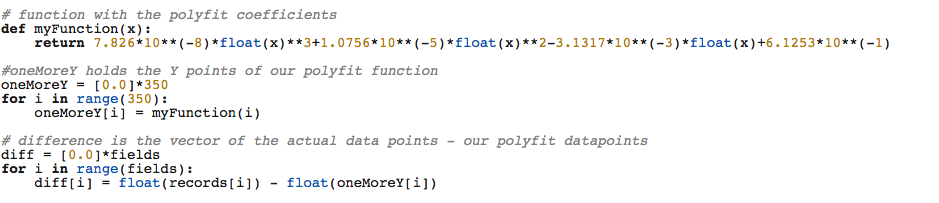 # function with the polyfit coefficients
def myFunction(x):
    return 7.826*10**(-8)*float(x)**3+1.0756*10**(-5)*float(x)**2-3.1317*10**(-3)*float(x)+6.1253*10**(-1)
#oneMoreY holds the Y points of our polyfit function
oneMoreY = [0.0]*350
for i in range(350):
    oneMoreY[i] = myFunction(i)
# difference is the vector of the actual data points - our polyfit datapoints
diff = [0.0]*fields
for i in range(fields):
    diff[i] = float(records[i]) - float(oneMoreY[i])